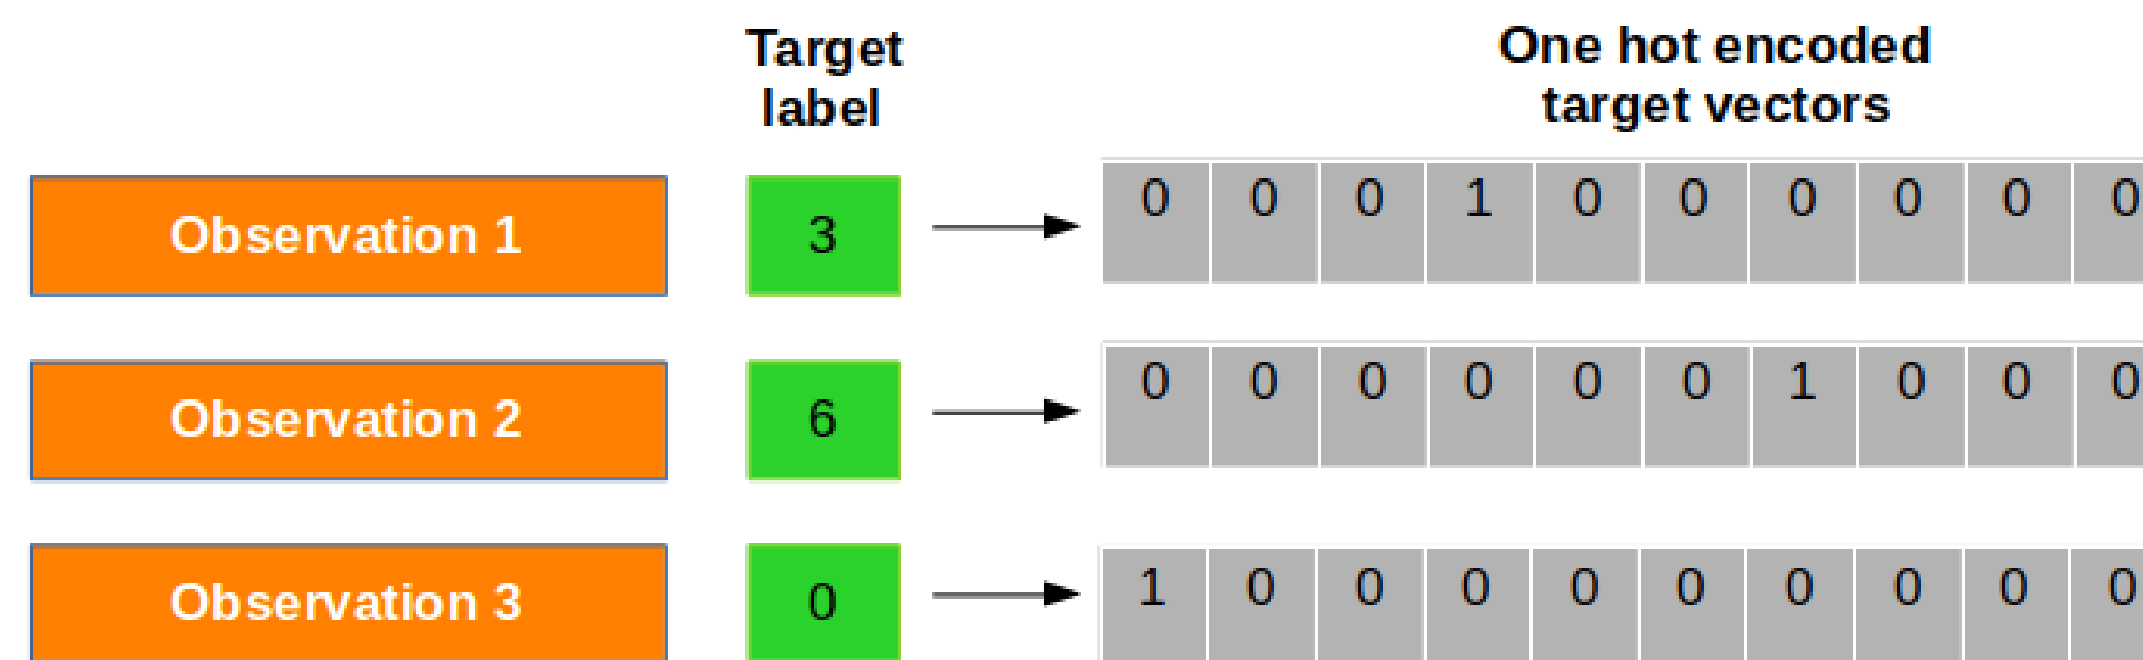 Target
label
One hot encoded
target vectors
Observation 1 3 0 0 0 1 0 0 0 0 0 0
Observation 2 6 0 0 0 0 0 0 1 0 0 0
Observation 3 0 1 0 0 0 0 0 0 0 0 0